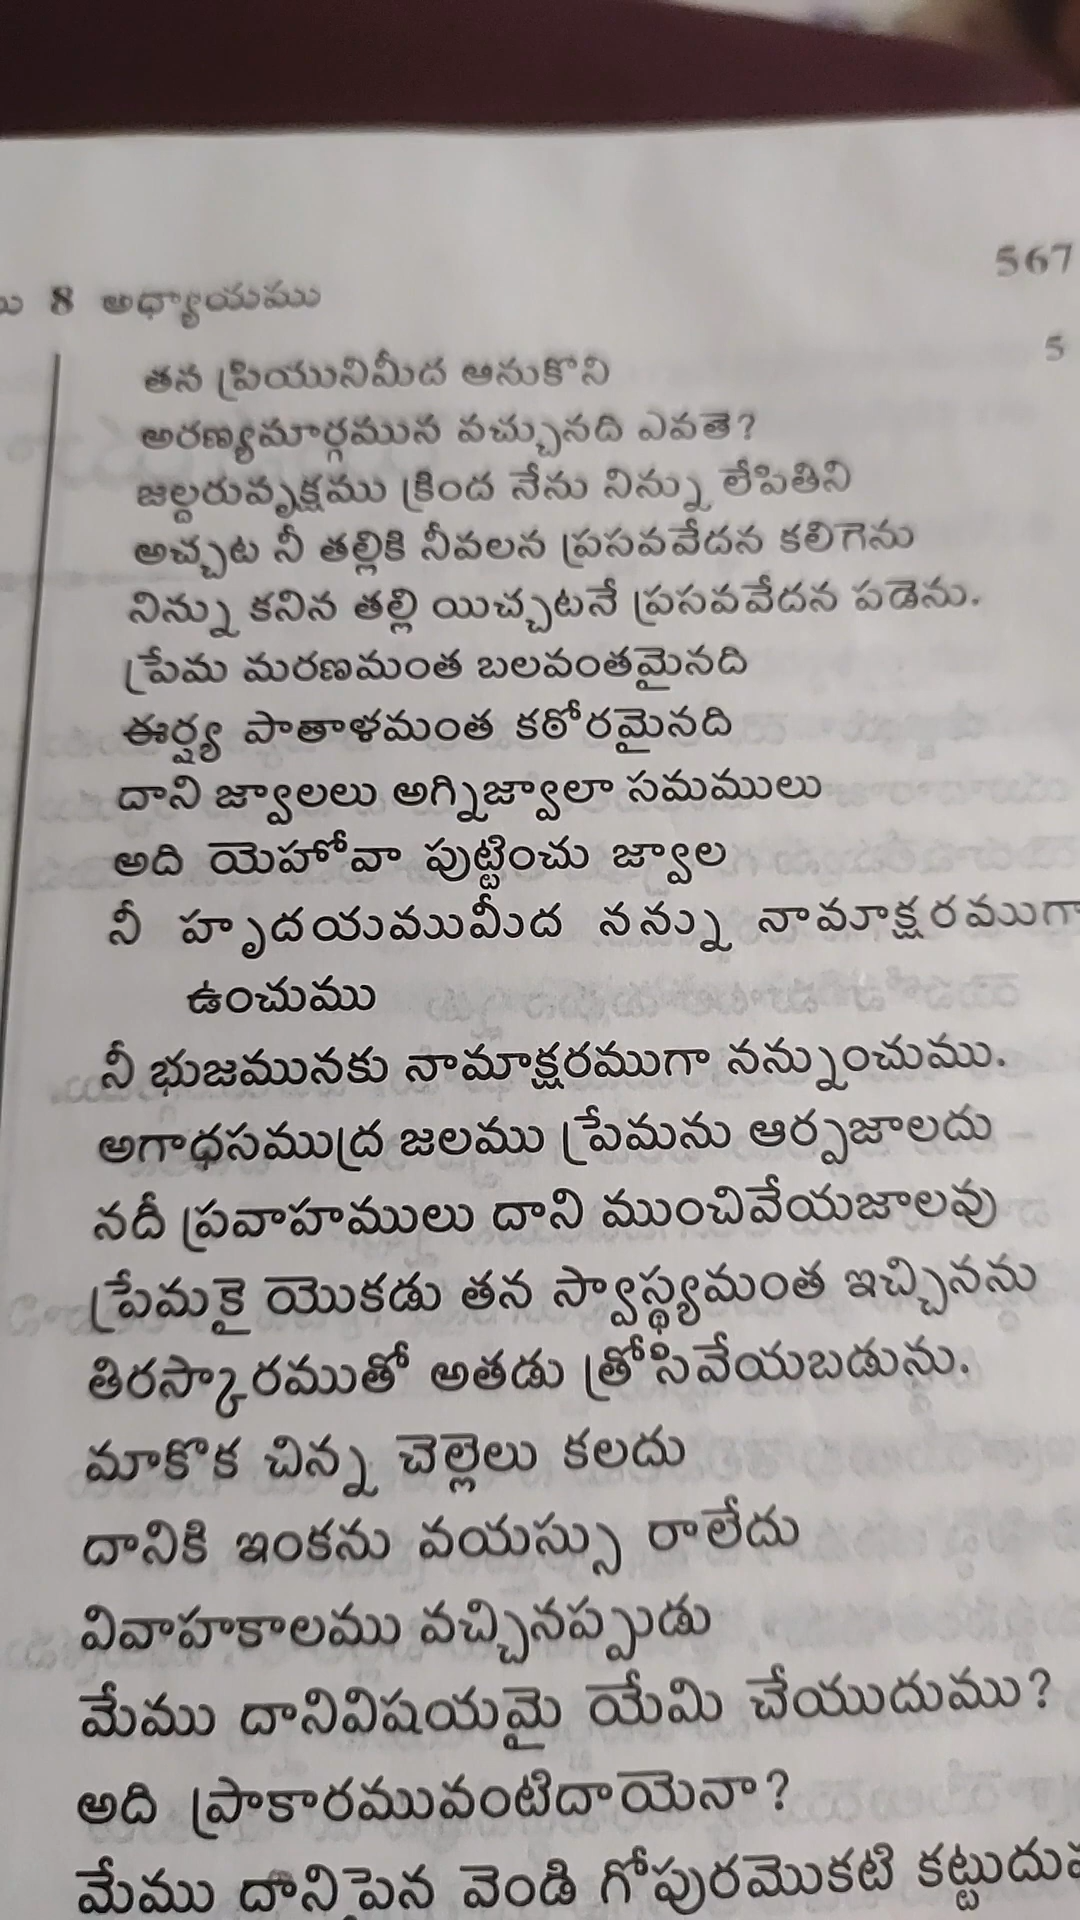 567
8 అధ్యాయము
5
తన ప్రియునిమీద ఆనుకొని
అరణ్యమార్గమున వచ్చునది ఎవతె?
జల్దరువృక్షము క్రింద నేను నిన్ను లేపితిని
అచ్చట నీ తల్లికి నీవలన ప్రసవవేదన కలిగెను
నిన్ను కనిన తల్లి యిచ్చటనే ప్రసవవేదన పడెను.
ప్రేమ మరణమంత బలవంతమైనది
ఈర్ష్య పాతాళమంత కఠోరమైనది
దాని జ్వాలలు అగ్నిజ్వాలా సమములు
అది యెహోవా పుట్టించు జ్వాల
నీ హృదయముమీద నన్ను నామాక్షరముగా
ఉంచుము
నీ భుజమునకు నామాక్షరముగా నన్నుంచుము.
అగాధసముద్ర జలము ప్రేమను ఆర్పజాలదు
నదీ ప్రవాహములు దాని ముంచివేయజాలవు
ప్రేమకై యొకడు తన స్వాస్థ్యమంత ఇచ్చినను
తిరస్కారముతో అతడు త్రోసివేయబడును.
మాకొక చిన్న చెల్లెలు కలదు
దానికి ఇంకను వయస్సు రాలేదు
వివాహకాలము వచ్చినప్పుడు
మేము దానివిషయమై యేమి చేయుదుము?
అది ప్రాకారమువంటిదాయెనా?
మేము దానిపైన వెండి గోపురమొకటి